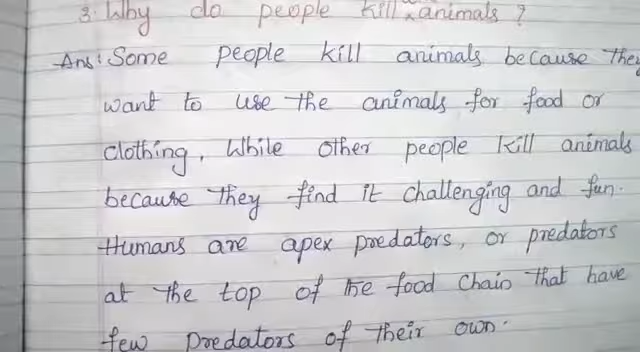 3. Why do people kill animals ?
Ans: Some people kill animals because they
want to use the animals for food or
clothing, While other people kill animals
because they find it challenging and fun.
Humans are apex predators, or predators
at the top of the food chain that have
few predators of their own.